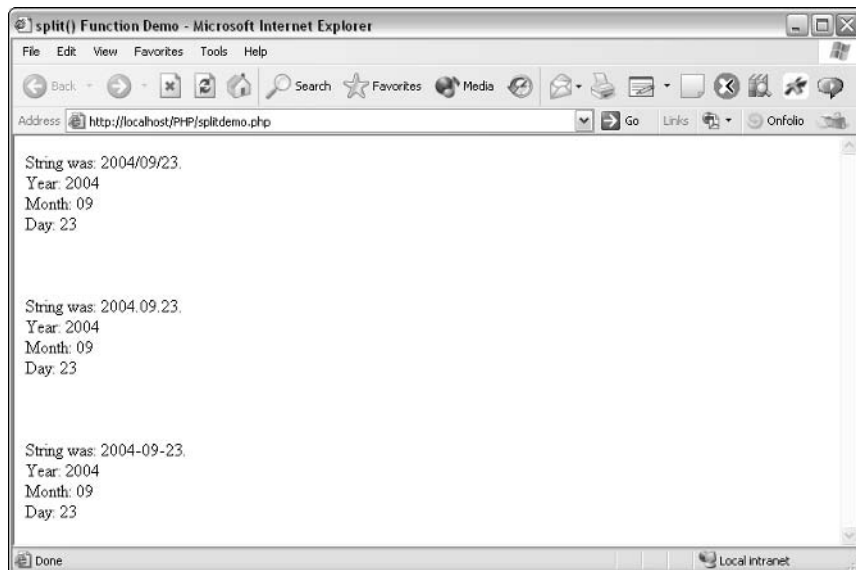 split() Function Demo - Microsoft Internet Explorer
File Edit View Favorites Tools Help
Back Search Favorites Media
Address http://localhost/PHP/splitdemo.php Go Links Onfolio
String was: 2004/09/23.
Year: 2004
Month: 09
Day: 23
String was: 2004.09.23.
Year: 2004
Month: 09
Day: 23
String was: 2004-09-23.
Year: 2004
Month: 09
Day: 23
Done Local intranet